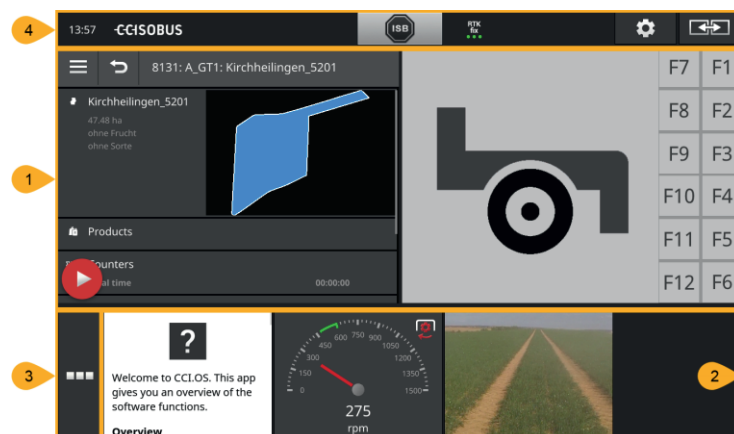 4
13:57
CCISOBUS
ISB
RTK
fix
8131: A_GT1: Kirchheilingen_5201
F7 F1
Kirchheilingen_5201
47.48 ha
ohne Frucht
ohne Sorte
F8 F2
F9 F3
1
F10 F4
Products
F11 F5
ounters
al time 00:00:00
F12 F6
3
?
Welcome to CCI.OS. This app
gives you an overview of the
software functions.
Overview
0 150 300 450 600 750 900 1050 1200 1350 1500
275
rpm
2